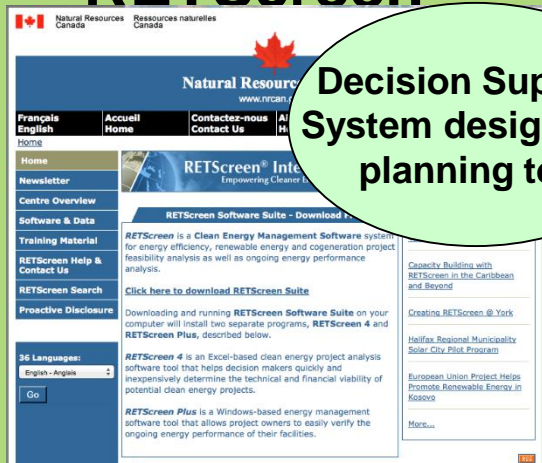 RETScreen
Natural Resources Canada
Ressources naturelles Canada
Natural
www.nrcan.
Decision
System
planning
Français
English
Accueil
Home
Contactez-nous
Contact Us
Home
Home
Newsletter
Centre Overview
Software & Data
Training Material
RETScreen Help &
Contact Us
RETScreen Search
Proactive Disclosure
36 Languages:
English - Anglais
Go
RETScreen®
Empowering Cleaner
RETScreen Software Suite - Download
RETScreen is a Clean Energy Management Software system
for energy efficiency, renewable energy and cogeneration project
feasibility analysis as well as ongoing energy performance
analysis.
Click here to download RETScreen Suite
Downloading and running RETScreen Software Suite on your
computer will install two separate programs, RETScreen 4 and
RETScreen Plus, described below.
RETScreen 4 is an Excel-based clean energy project analysis
software tool that helps decision makers quickly and
inexpensively determine the technical and financial viability of
potential clean energy projects.
RETScreen Plus is a Windows-based energy management
software tool that allows project owners to easily verify the
ongoing energy performance of their facilities.
Capacity Building with
RETScreen in the Caribbean
and Beyond
Creating RETScreen @ York
Halifax Regional Municipality
Solar City Pilot Program
European Union Project Helps
Promote Renewable Energy in
Kosovo
More...
RSS